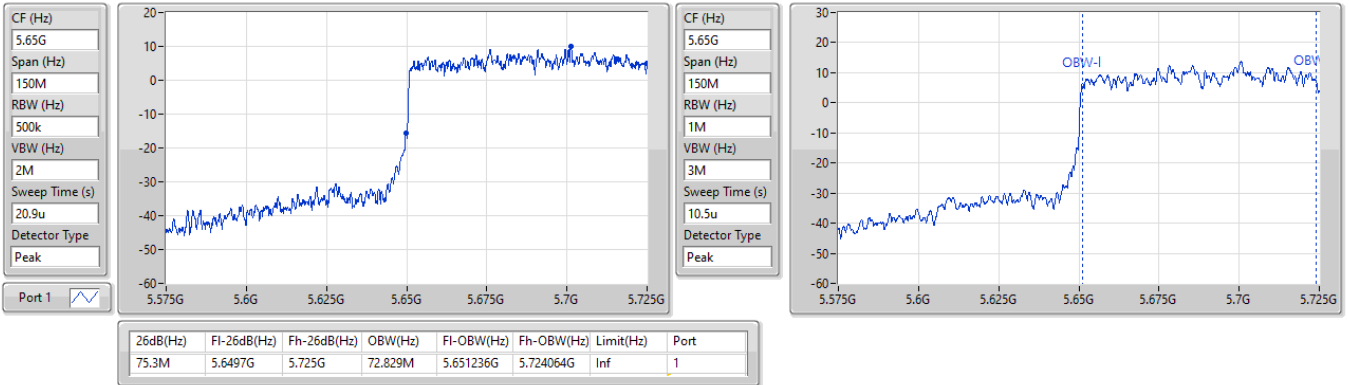 CF (Hz)
5.65G
Span (Hz)
150M
RBW (Hz)
500k
VBW (Hz)
2M
Sweep Time (s)
20.9u
Detector Type
Peak
Port 1
20
10
0
-10
-20
-30
-40
-50
-60
5.575G 5.6G 5.625G 5.65G 5.675G 5.7G 5.725G
CF (Hz)
5.65G
Span (Hz)
150M
RBW (Hz)
1M
VBW (Hz)
3M
Sweep Time (s)
10.5u
Detector Type
Peak
30
20
10
0
-10
-20
-30
-40
-50
-60
OBW-l OBW
5.575G 5.6G 5.625G 5.65G 5.675G 5.7G 5.725G
26dB(Hz) Fl-26dB(Hz) Fh-26dB(Hz) OBW(Hz) Fl-OBW(Hz) Fh-OBW(Hz) Limit(Hz) Port
75.3M 5.6497G 5.725G 72.829M 5.651236G 5.724064G Inf 1